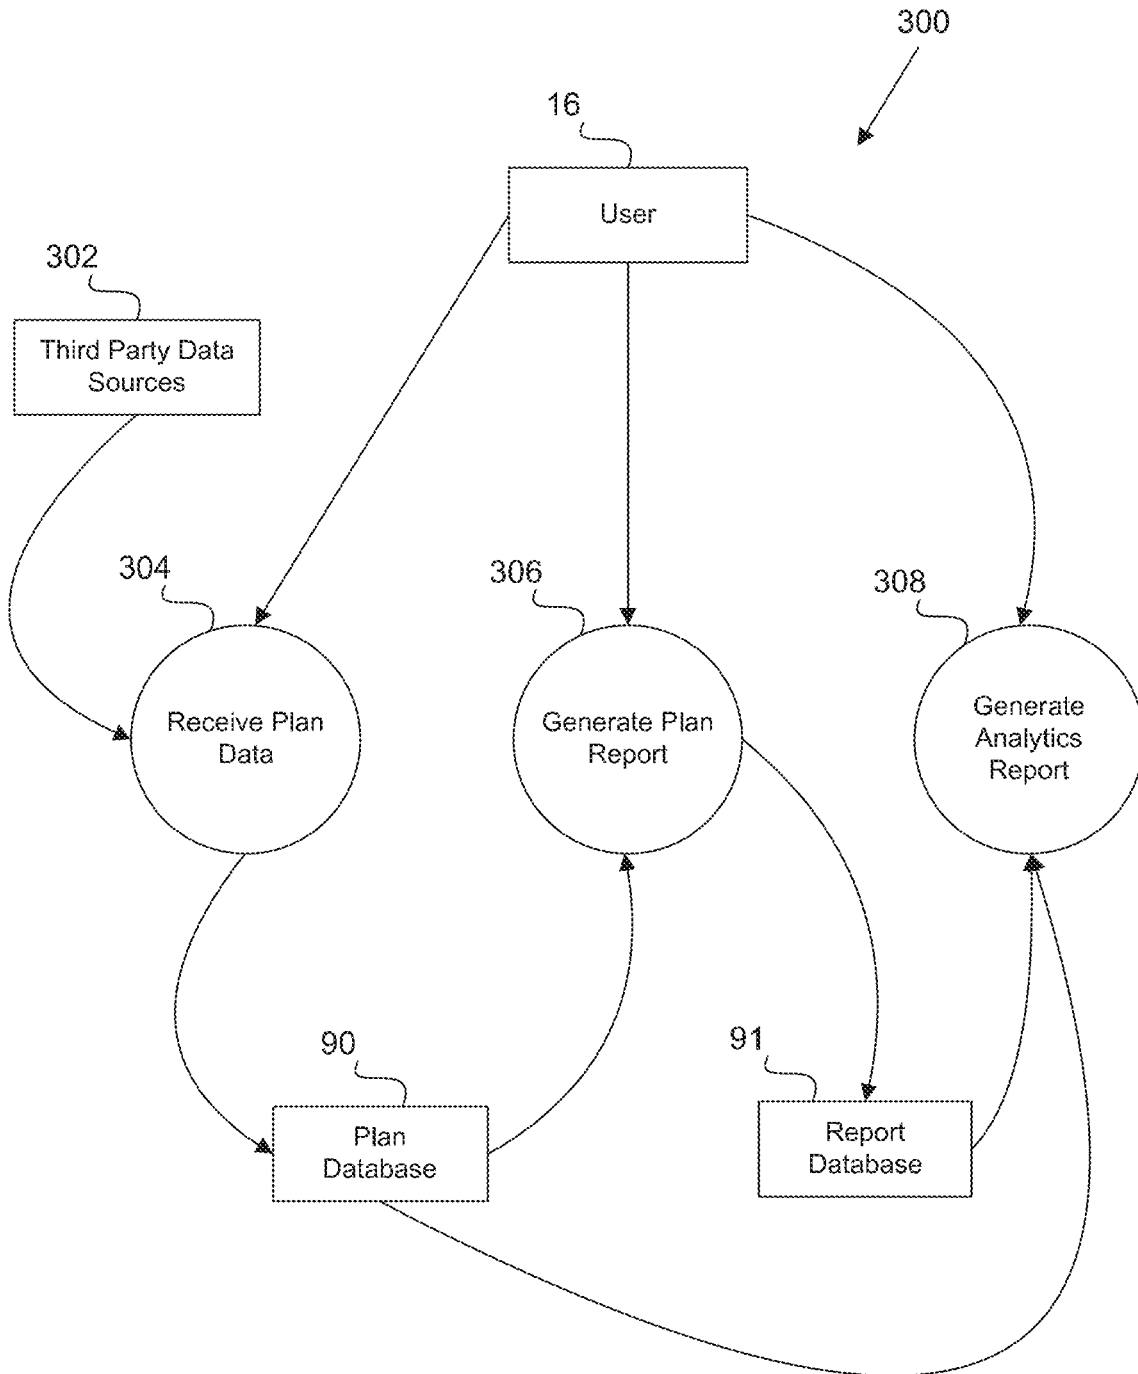 300
16
User
302
Third Party Data
Sources
304
306
308
Receive Plan
Data
Generate Plan
Report
Generate
Analytics
Report
90
91
Plan
Database
Report
Database